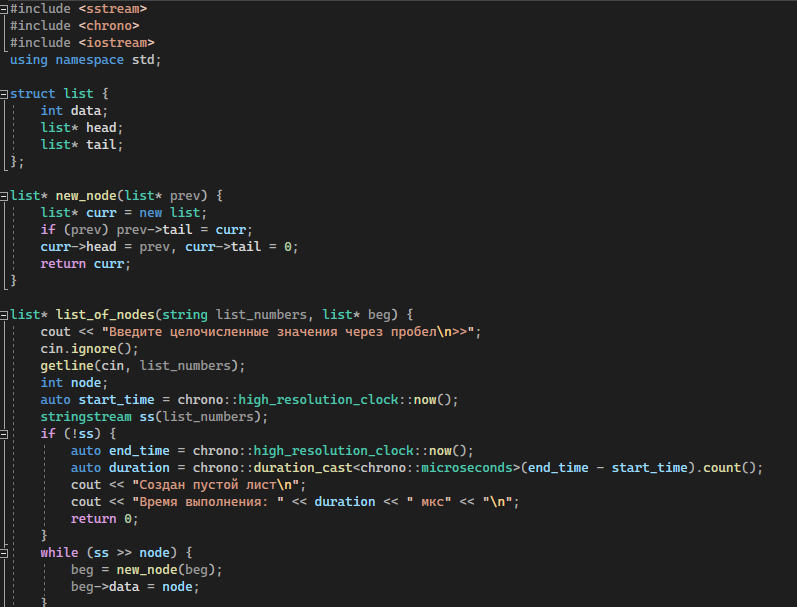 #include <sstream>
#include <chrono>
#include <iostream>
using namespace std;

struct list {
    int data;
    list* head;
    list* tail;
};

list* new_node(list* prev) {
    list* curr = new list;
    if (prev) prev->tail = curr;
    curr->head = prev, curr->tail = 0;
    return curr;
}

list* list_of_nodes(string list_numbers, list* beg) {
    cout << "Введите целочисленные значения через пробел\n>>";
    cin.ignore();
    getline(cin, list_numbers);
    int node;
    auto start_time = chrono::high_resolution_clock::now();
    stringstream ss(list_numbers);
    if (!ss) {
        auto end_time = chrono::high_resolution_clock::now();
        auto duration = chrono::duration_cast<chrono::microseconds>(end_time - start_time).count();
        cout << "Создан пустой лист\n";
        cout << "Время выполнения: " << duration << " мкс" << "\n";
        return 0;
    }
    while (ss >> node) {
        beg = new_node(beg);
        beg->data = node;
    }